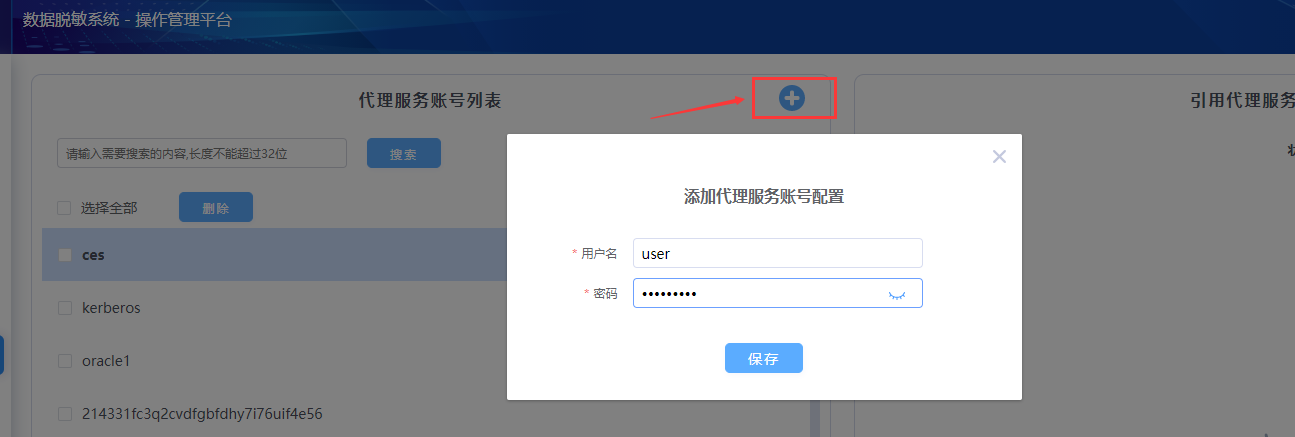 数据脱敏系统 - 操作管理平台
代理服务账号列表
引用代理服务
请输入需要搜索的内容,长度不能超过32位
搜索
选择全部
删除
ces
kerberos
oracle1
214331fc3q2cvdfgbfdhy7i76uif4e56
添加代理服务账号配置
* 用户名
user
* 密码
•••••••••
保存